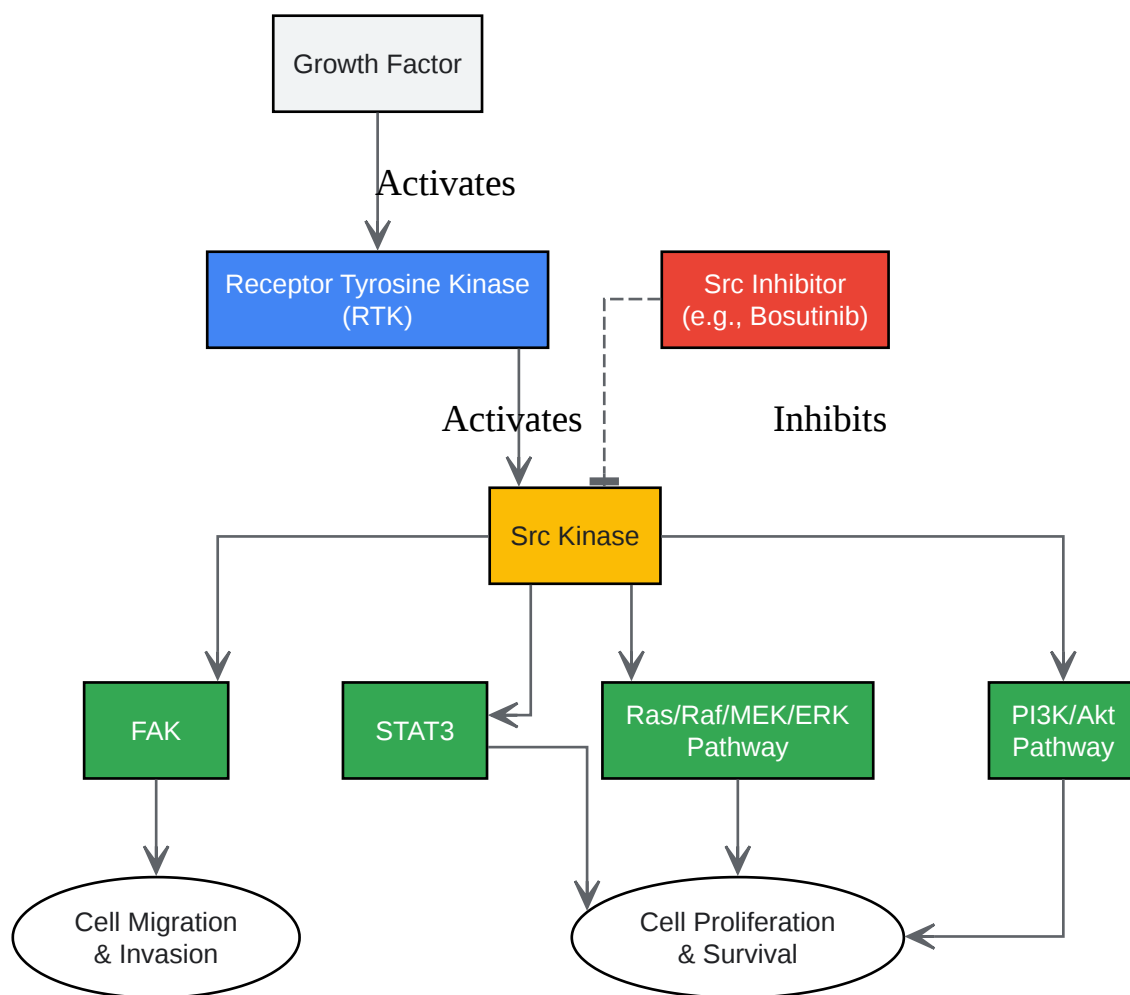 Growth Factor
Activates
Receptor Tyrosine Kinase
(RTK)
Src Inhibitor
(e.g., Bosutinib)
Activates
Inhibits
Src Kinase
FAK
STAT3
Ras/Raf/MEK/ERK
Pathway
PI3K/Akt
Pathway
Cell Migration
& Invasion
Cell Proliferation
& Survival